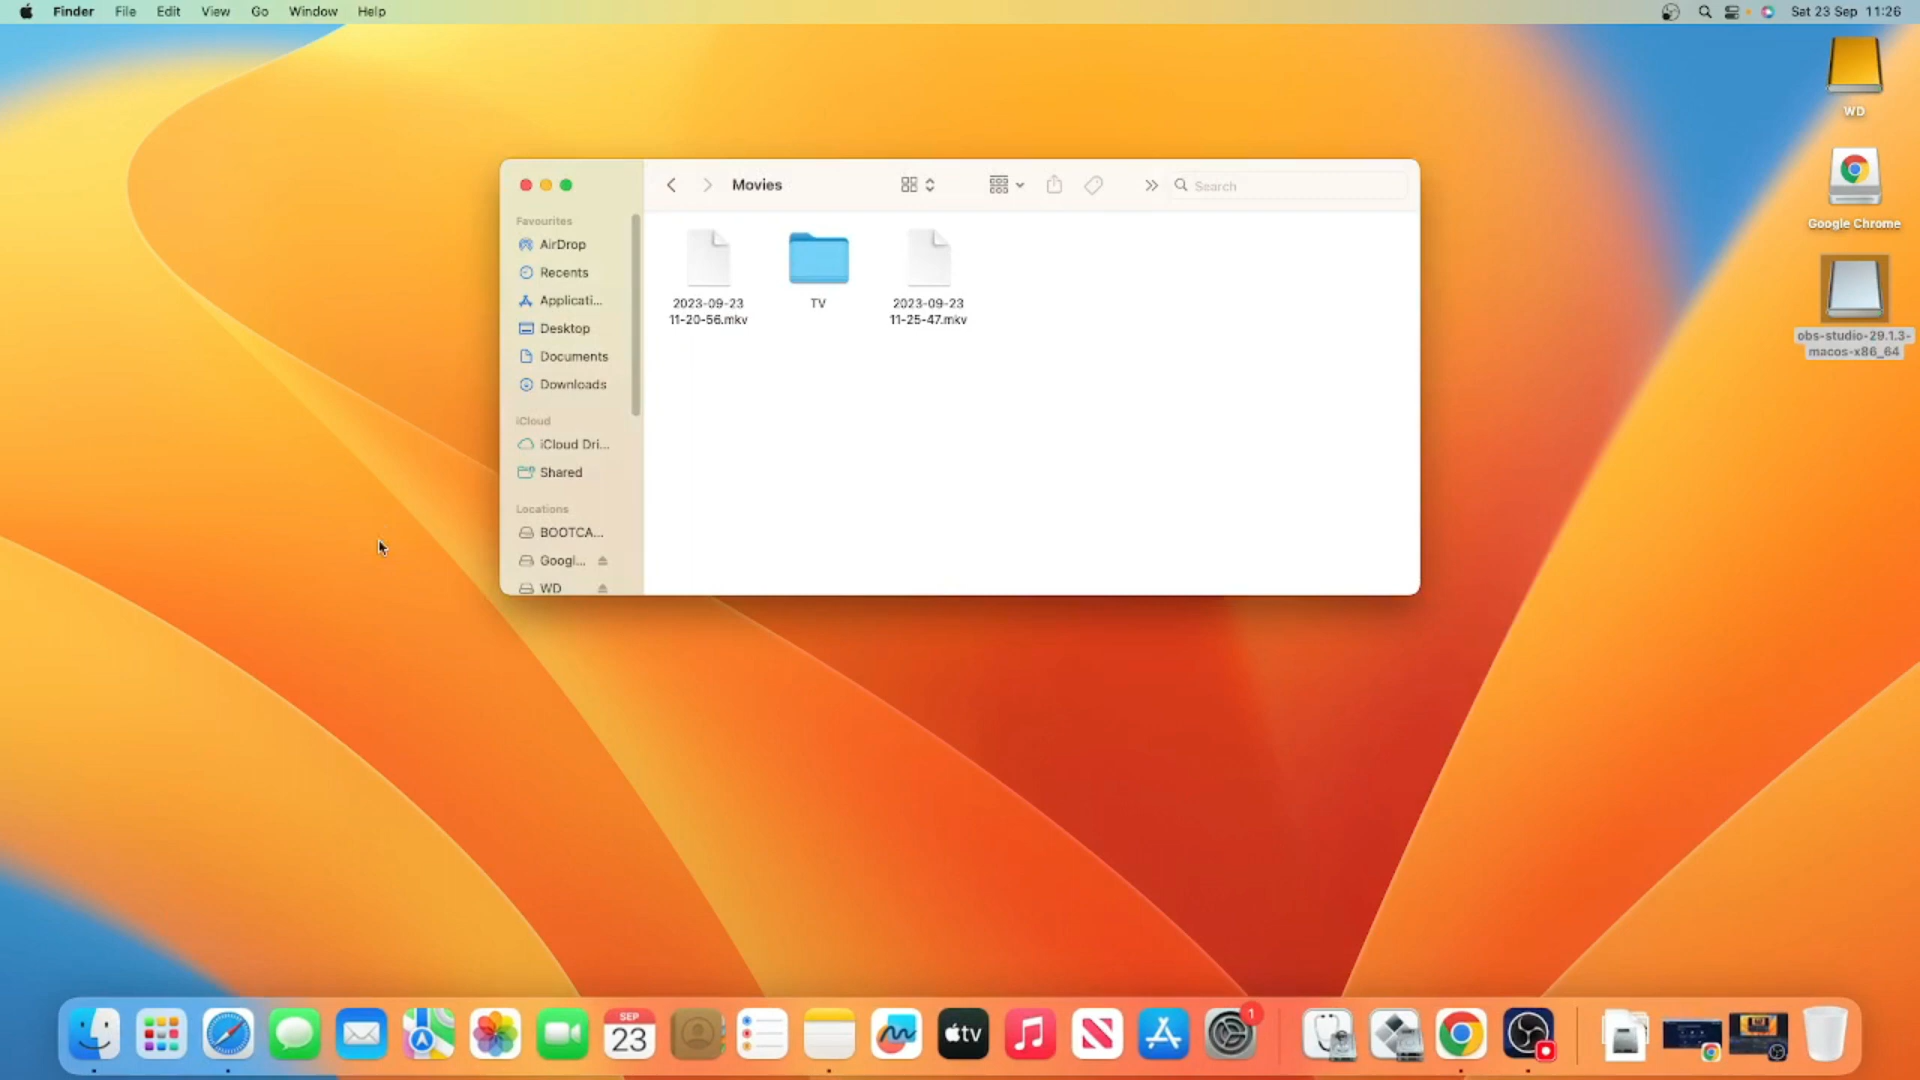 Finder File Edit View Go Window Help
Sat 23 Sep 11:26
WD
Google Chrome
obs-studio-29.1.3-
macos-x86_64
Movies
Search
Favourites
AirDrop
Recents
Applicati...
Desktop
Documents
Downloads
iCloud
iCloud Dri...
Shared
Locations
BOOTCA...
Googl...
WD
2023-09-23
11-20-56.mkv
TV
2023-09-23
11-25-47.mkv
SEP
23
tv
1